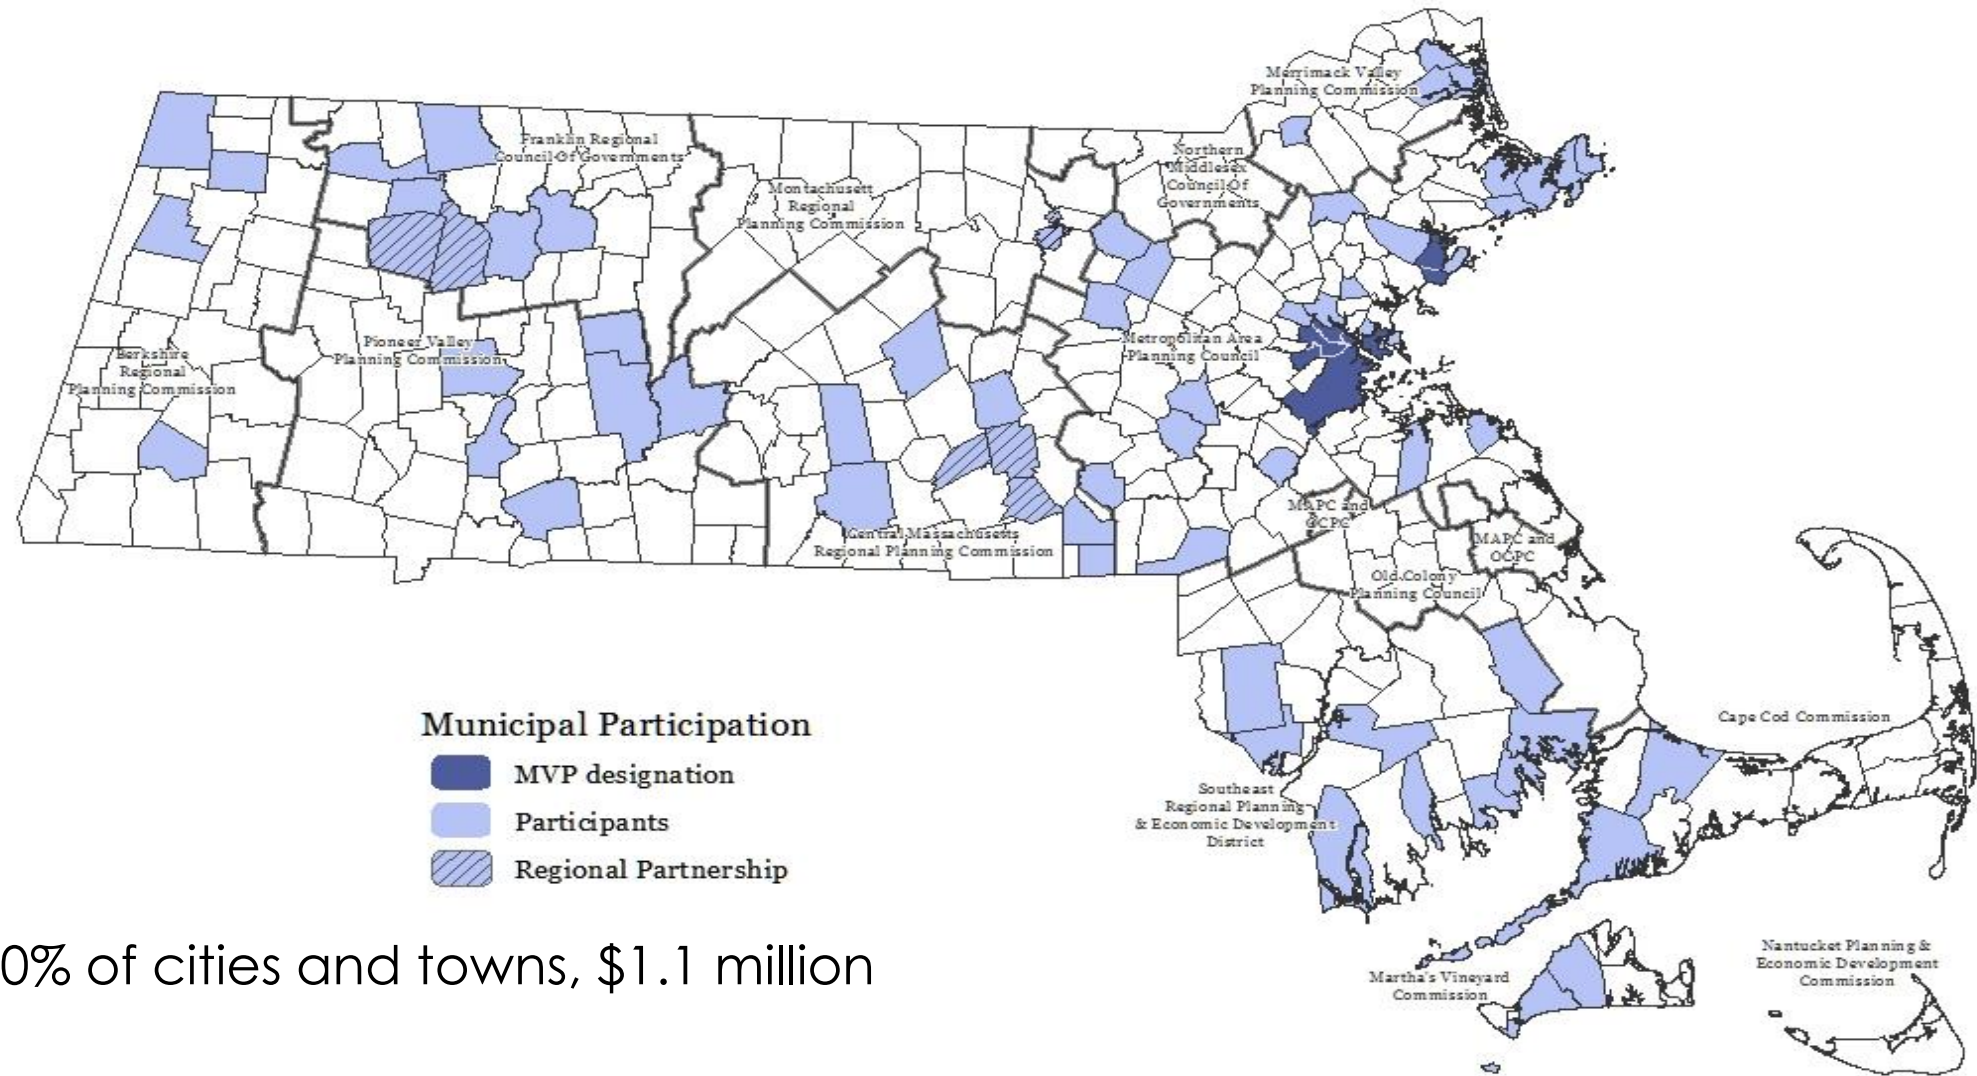 Merrimack Valley
Planning Commission
Franklin Regional
Council Of Governments
Northern
Middlesex
Council Of
Governments
Montachusett
Regional
Planning Commission
Pioneer Valley
Planning Commission
Metropolitan Area
Planning Council
Berkshire
Regional
Planning Commission
MAPC and
OCPC
Central Massachusetts
Regional Planning Commission
MAPC and
OCPC
Old Colony
Planning Council
Municipal Participation
MVP designation
Participants
Regional Partnership
Cape Cod Commission
Southeast
Regional Planning
& Economic Development
District
0% of cities and towns, $1.1 million
Martha's Vineyard
Commission
Nantucket Planning &
Economic Development
Commission